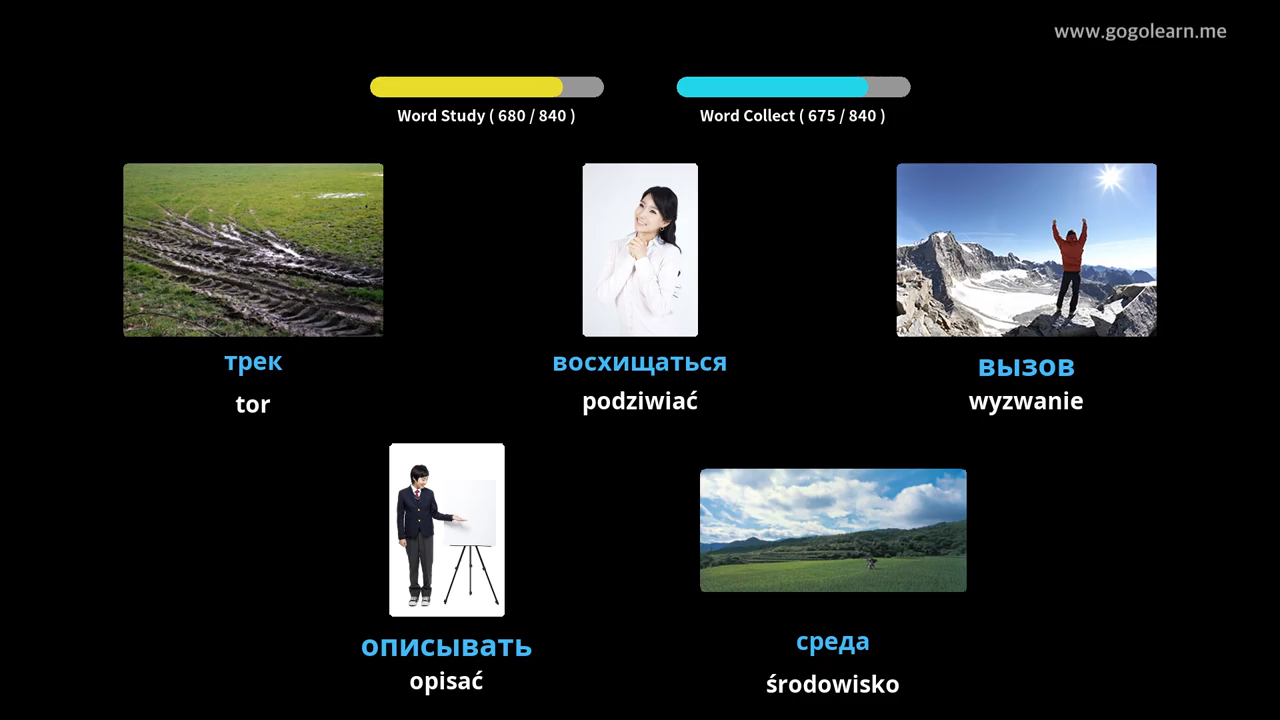 www.gogolearn.me
Word Study ( 680 / 840 )
Word Collect ( 675 / 840 )
трек
tor
восхищаться
podziwiać
вызов
wyzwanie
описывать
opisać
среда
środowisko